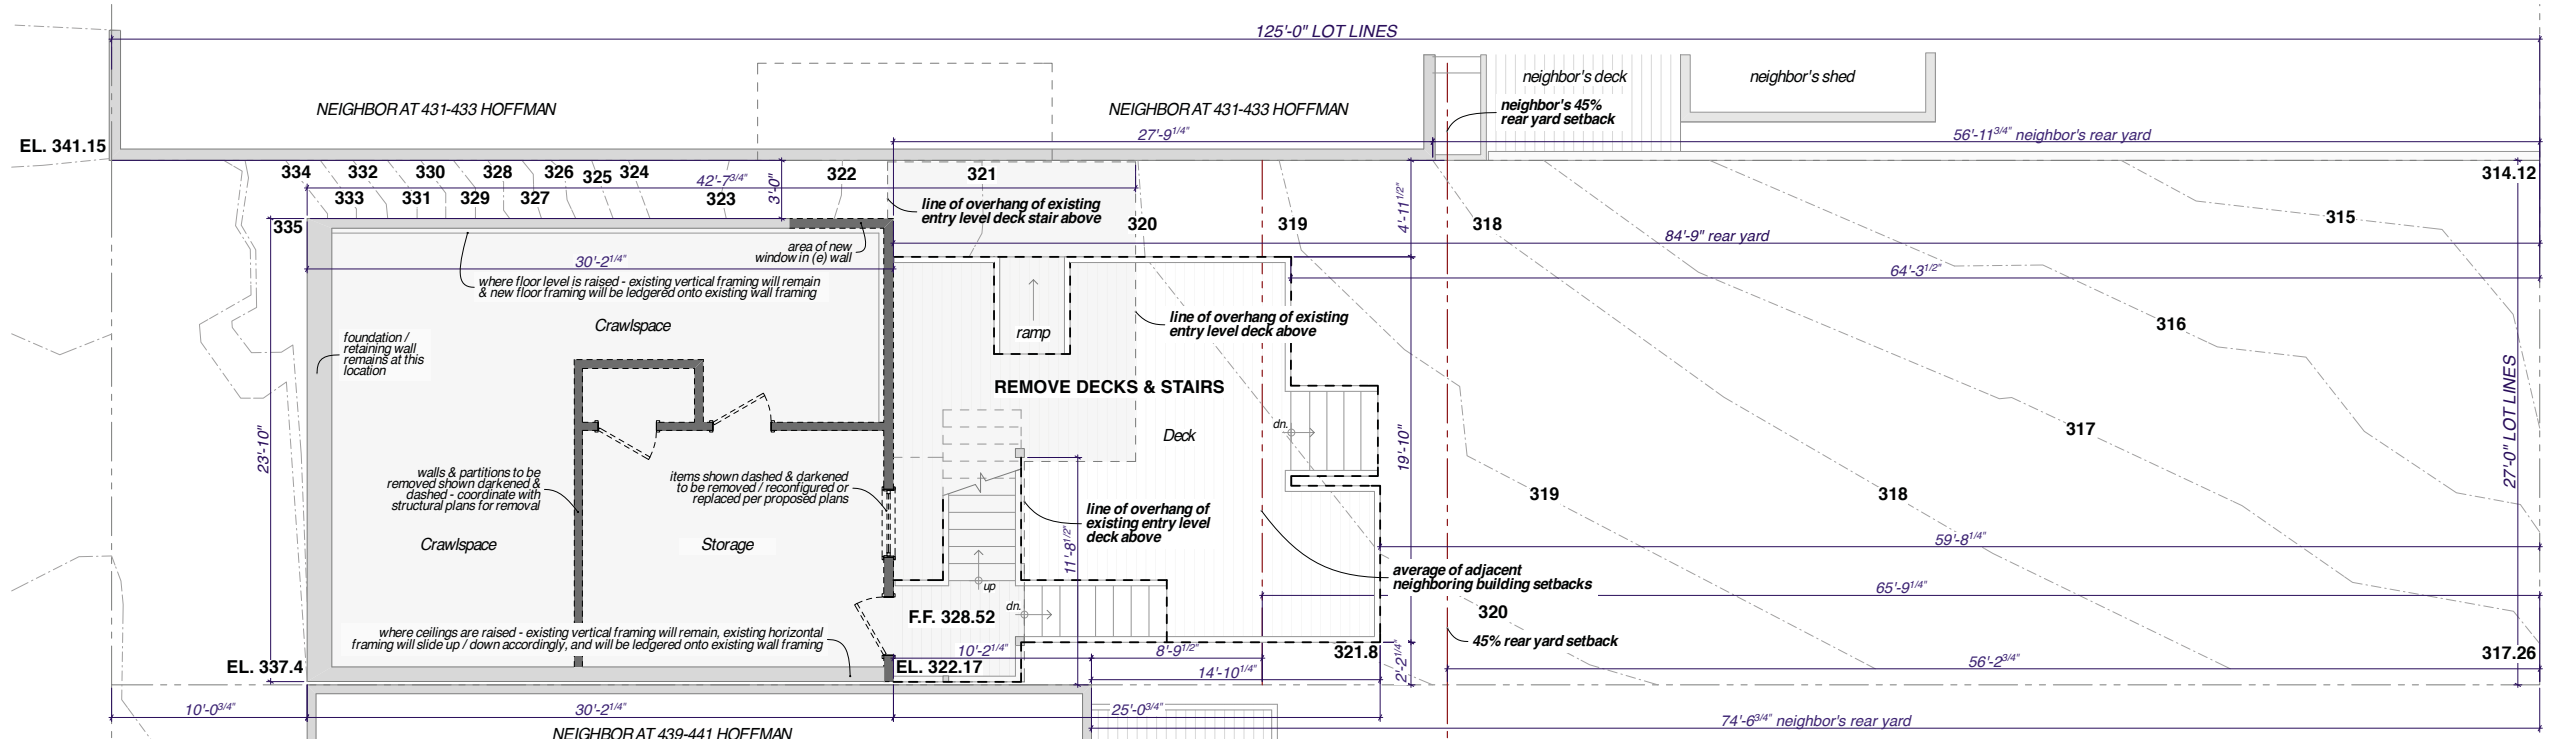 125'-0" LOT LINES
neighbor's deck
neighbor's shed
NEIGHBOR AT 431-433 HOFFMAN
NEIGHBOR AT 431-433 HOFFMAN
neighbor's 45%
rear yard setback
27'-9 1/4"
56'-11 3/4" neighbor's rear yard
EL. 341.15
334
332
330
328
326
325
324
42'-7 3/4"
3'-0"
322
321
314.12
333
331
329
327
323
4'-11 1/2"
line of overhang of existing
entry level deck stair above
335
320
319
318
315
84'-9" rear yard
area of new
window in (e) wall
30'-2 1/4"
64'-3 1/2"
where floor level is raised - existing vertical framing will remain
& new floor framing will be ledgered onto existing wall framing
Crawlspace
ramp
line of overhang of existing
entry level deck above
316
foundation /
retaining wall
remains at this
location
REMOVE DECKS & STAIRS
27'-0" LOT LINES
23'-10"
Deck
dn.
19'-10"
317
walls & partitions to be
removed shown darkened &
dashed - coordinate with
structural plans for removal
items shown dashed & darkened
to be removed / reconfigured or
replaced per proposed plans
319
318
line of overhang of
existing entry level
deck above
11'-8 1/2"
Crawlspace
Storage
59'-8 1/4"
average of adjacent
neighboring building setbacks
up
65'-9 1/4"
dn.
F.F. 328.52
320
where ceilings are raised - existing vertical framing will remain, existing horizontal
framing will slide up / down accordingly, and will be ledgered onto existing wall framing
45% rear yard setback
10'-2 1/4"
8'-9 1/2"
321.8
317.26
EL. 337.4
EL. 322.17
14'-10 1/4"
2'-2 1/4"
56'-2 3/4"
10'-0 3/4"
30'-2 1/4"
25'-0 3/4"
74'-6 3/4" neighbor's rear yard
NEIGHBOR AT 439-441 HOFFMAN